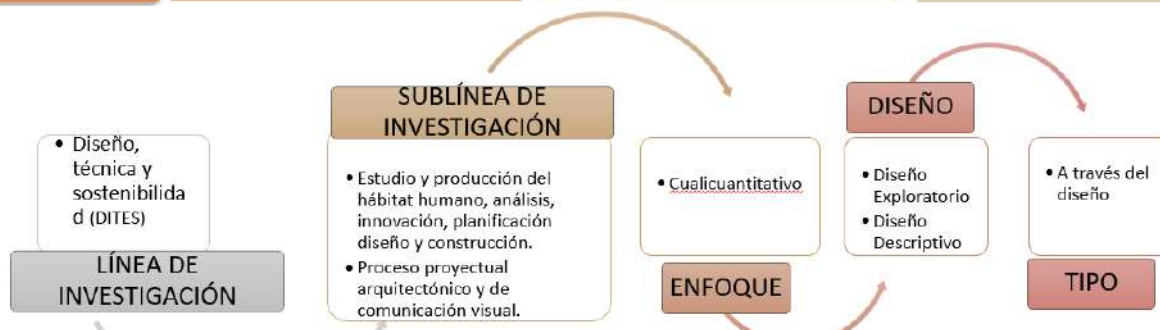 • Diseño,
técnica y
sostenibilida
d (DITES)
LÍNEA DE
INVESTIGACIÓN
SUBLÍNEA DE
INVESTIGACIÓN
• Estudio y producción del
hábitat humano, análisis,
innovación, planificación
diseño y construcción.
• Proceso proyectual
arquitectónico y de
comunicación visual.
• Cualicuantitativo
ENFOQUE
DISEÑO
• Diseño
Exploratorio
• Diseño
Descriptivo
• A través del
diseño
TIPO